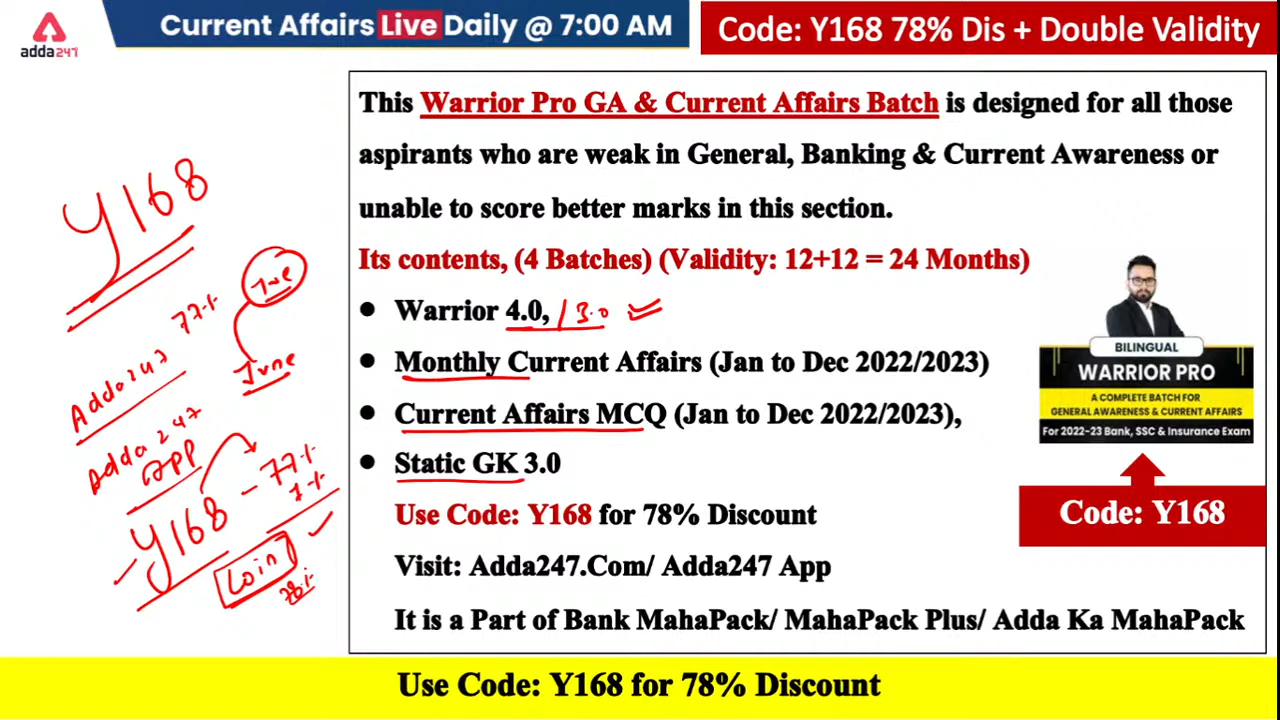 adda247
Current Affairs Live Daily @ 7:00 AM
Code: Y168 78% Dis + Double Validity
This Warrior Pro GA & Current Affairs Batch is designed for all those
aspirants who are weak in General, Banking & Current Awareness or
unable to score better marks in this section.
Its contents, (4 Batches) (Validity: 12+12 = 24 Months)
● Warrior 4.0, / 3.0
● Monthly Current Affairs (Jan to Dec 2022/2023)
● Current Affairs MCQ (Jan to Dec 2022/2023),
● Static GK 3.0
Use Code: Y168 for 78% Discount
Visit: Adda247.Com/ Adda247 App
It is a Part of Bank MahaPack/ MahaPack Plus/ Adda Ka MahaPack
Y168
77%
June
Adda247
Adda247
App
Y168 - 77%
1%
Coin
78%
BILINGUAL
WARRIOR PRO
A COMPLETE BATCH FOR
GENERAL AWARENESS & CURRENT AFFAIRS
For 2022-23 Bank, SSC & Insurance Exam
Code: Y168
Use Code: Y168 for 78% Discount